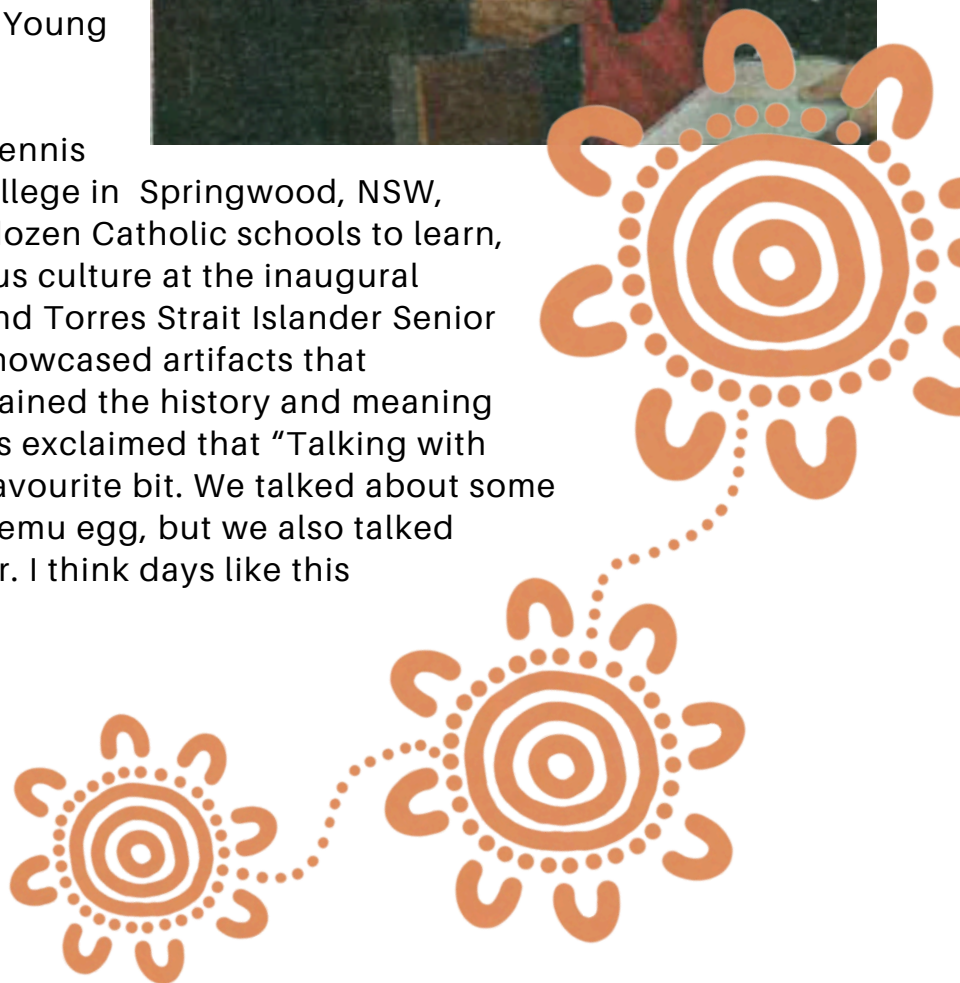 Young
ennis
llege in  Springwood, NSW,
dozen Catholic schools to learn,
us culture at the inaugural
nd Torres Strait Islander Senior
howcased artifacts that
ained the history and meaning
s exclaimed that “Talking with
avourite bit. We talked about some
emu egg, but we also talked
r. I think days like this